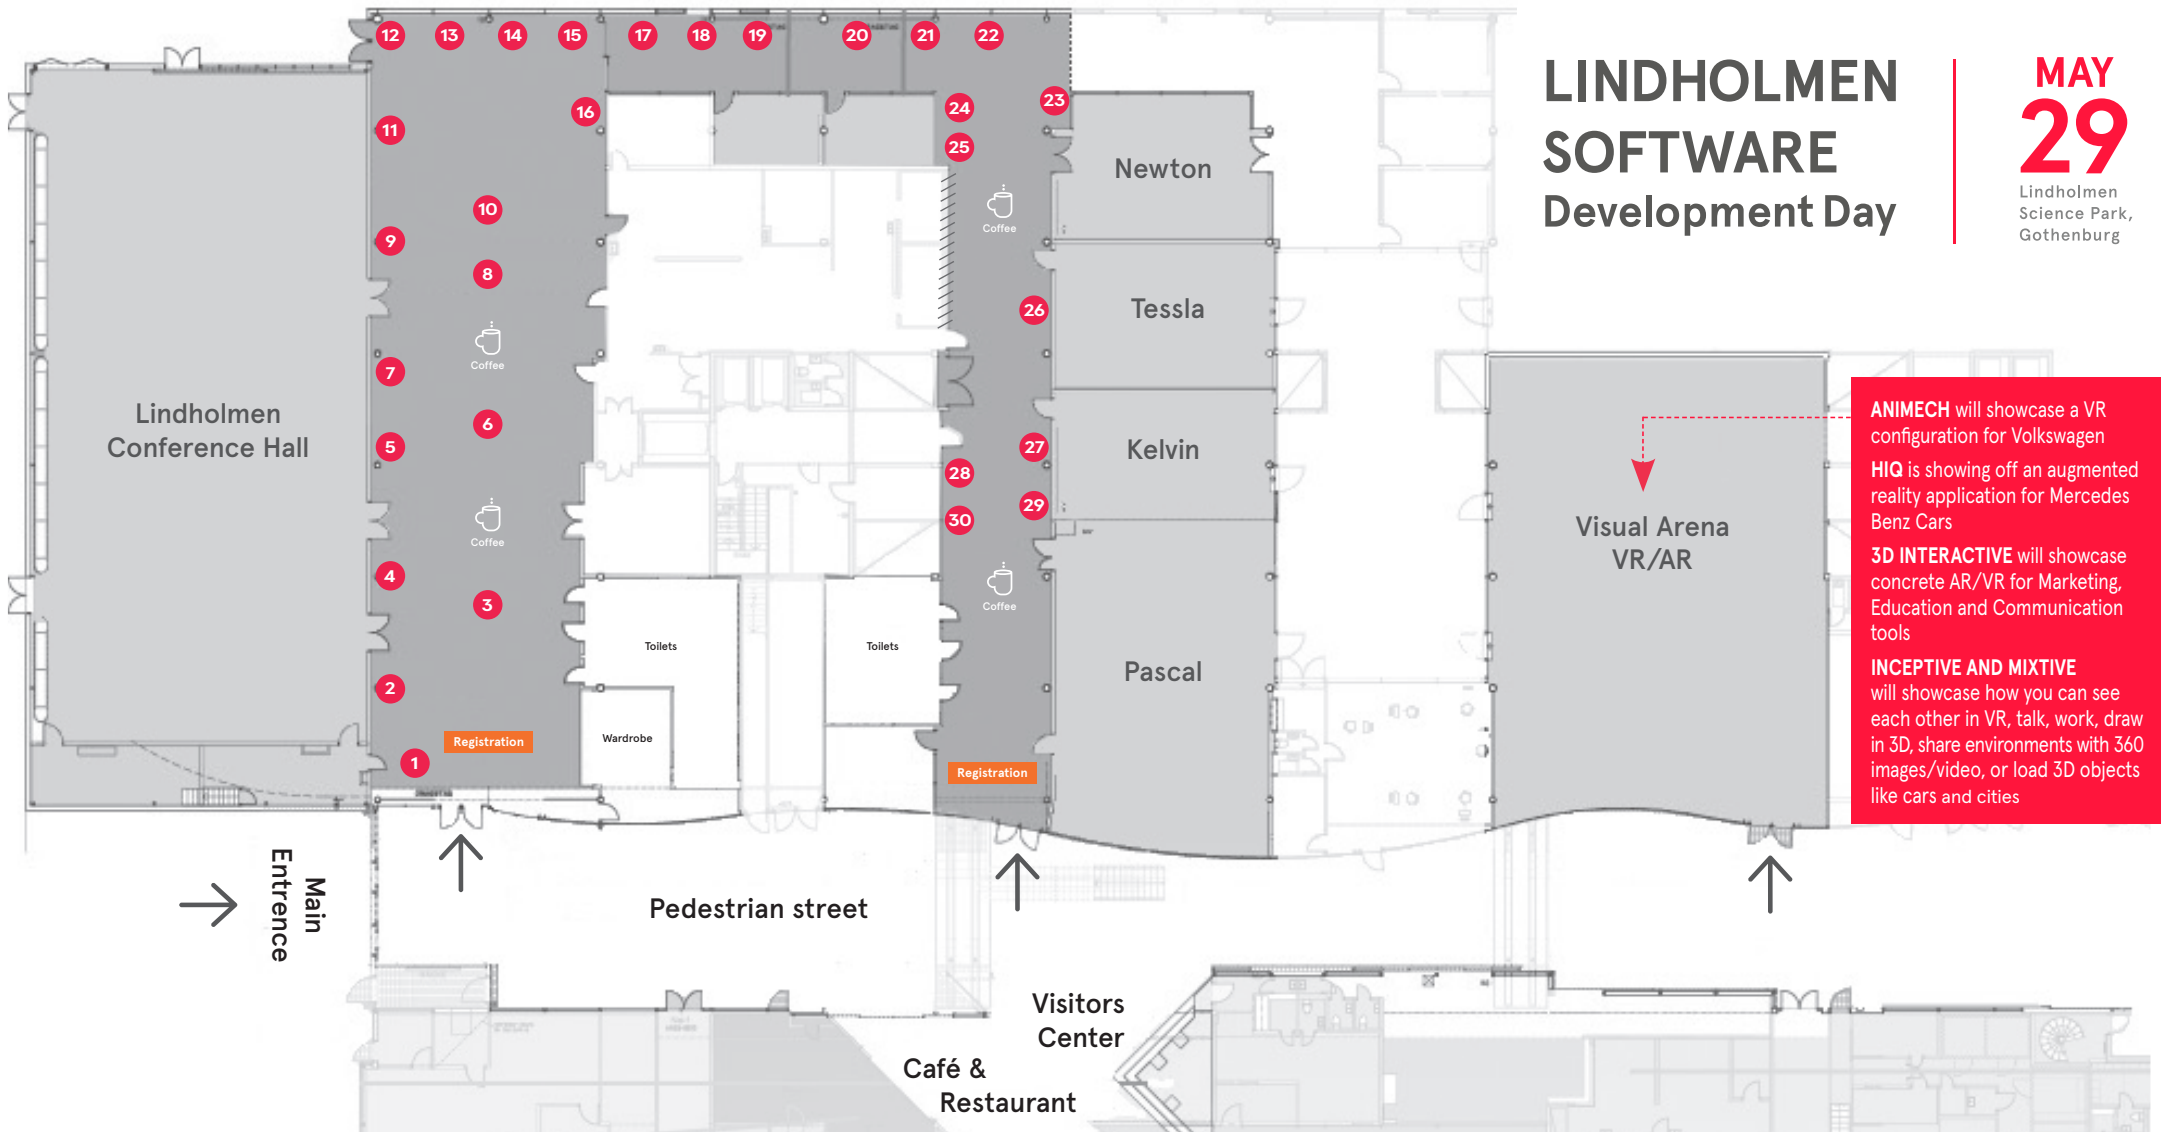 LINDHOLMEN
SOFTWARE
Development Day
MAY
29
Lindholmen
Science Park,
Gothenburg
12
13
14
15
17
18
19
20
21
22
16
11
10
9
8
Coffee
7
6
5
Coffee
4
3
2
1
Registration
Lindholmen
Conference Hall
24
23
25
Coffee
26
27
28
29
30
Coffee
Registration
Newton
Tessla
Kelvin
Pascal
Toilets
Toilets
Wardrobe
Visual Arena
VR/AR
ANIMECH will showcase a VR
configuration for Volkswagen
HIQ is showing off an augmented
reality application for Mercedes
Benz Cars
3D INTERACTIVE will showcase
concrete AR/VR for Marketing,
Education and Communication
tools
INCEPTIVE AND MIXTIVE
will showcase how you can see
each other in VR, talk, work, draw
in 3D, share environments with 360
images/video, or load 3D objects
like cars and cities
Main
Entrence
Pedestrian street
Visitors
Center
Café &
Restaurant